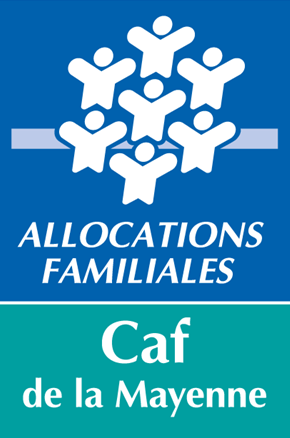 ALLOCATIONS
FAMILIALES
Caf
de la Mayenne